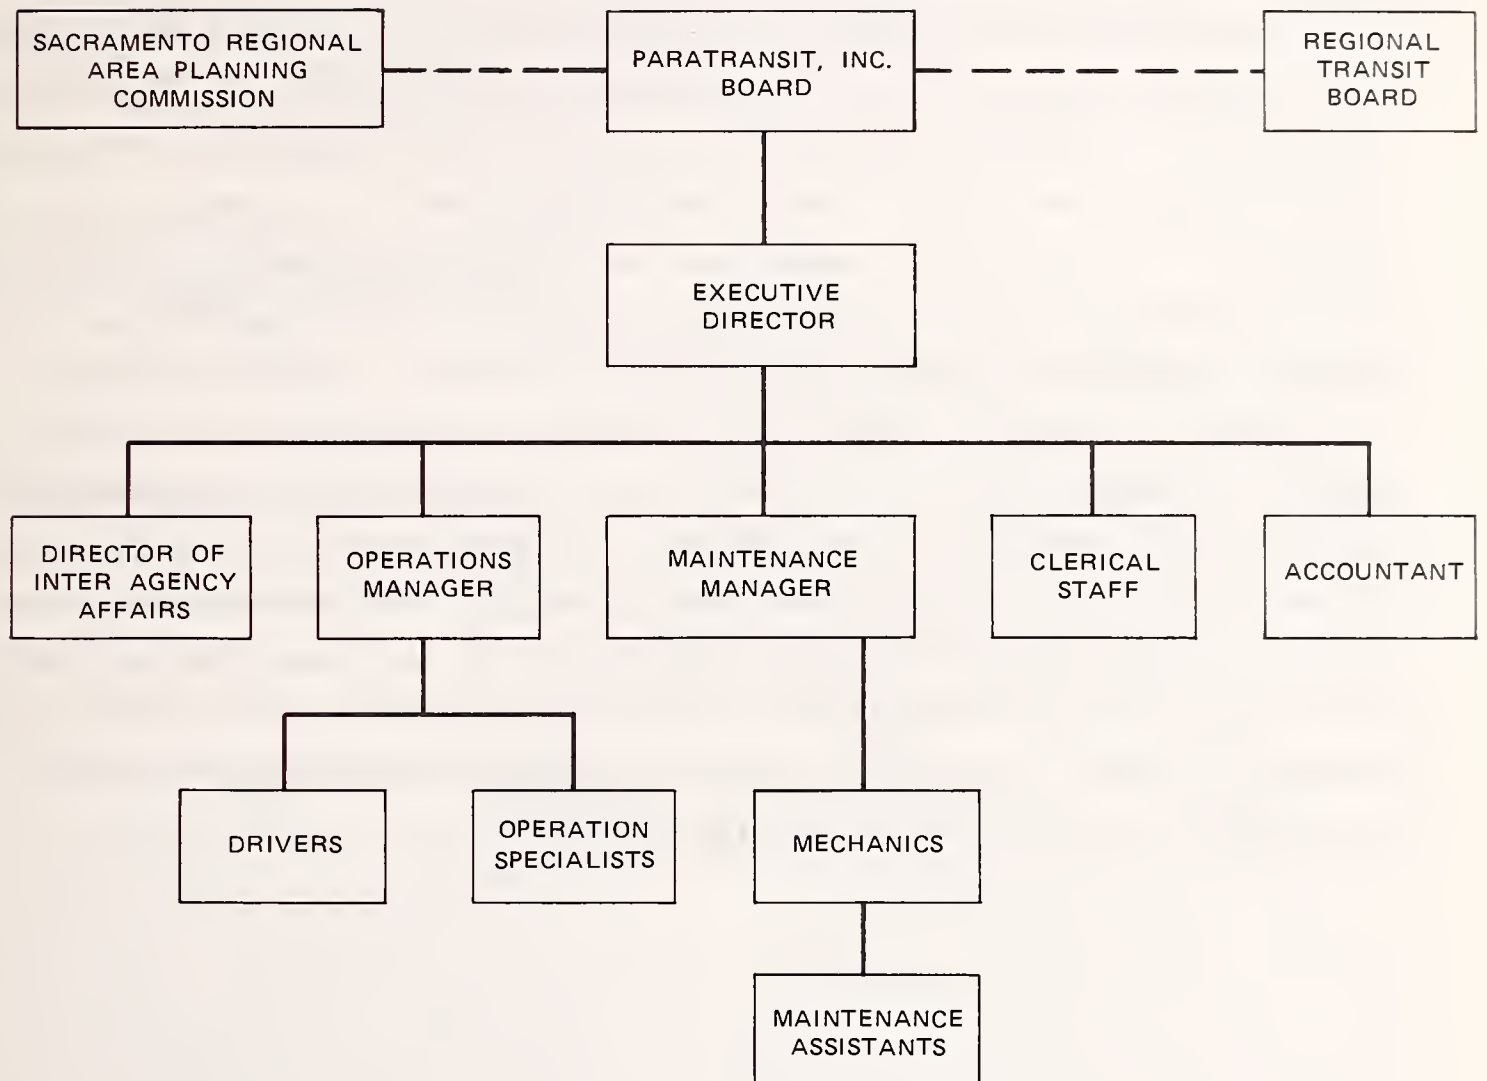 SACRAMENTO REGIONAL
AREA PLANNING
COMMISSION
PARATRANSIT, INC.
BOARD
REGIONAL
TRANSIT
BOARD
EXECUTIVE
DIRECTOR
DIRECTOR OF
INTER AGENCY
AFFAIRS
OPERATIONS
MANAGER
MAINTENANCE
MANAGER
CLERICAL
STAFF
ACCOUNTANT
DRIVERS
OPERATION
SPECIALISTS
MECHANICS
MAINTENANCE
ASSISTANTS